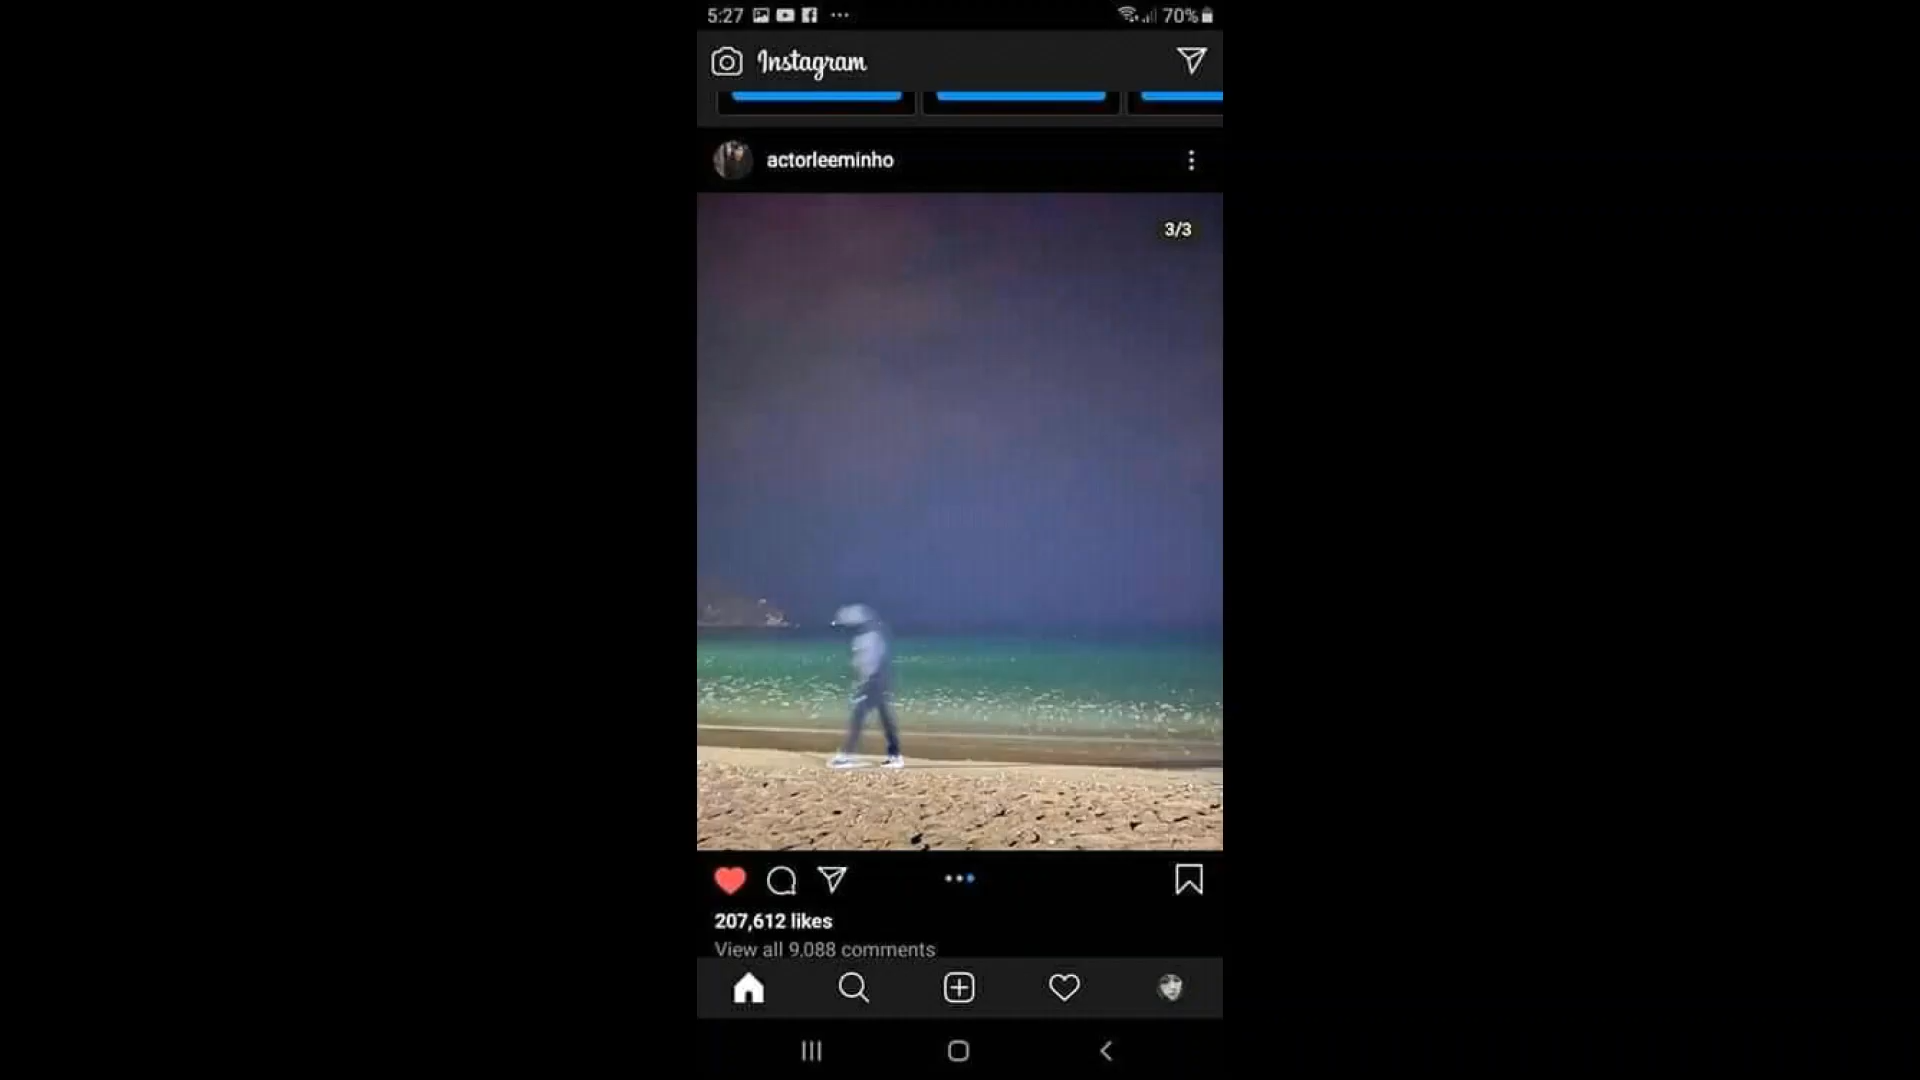 5:27 70%
Instagram
actorleeminho
3/3
207,612 likes
View all 9,088 comments